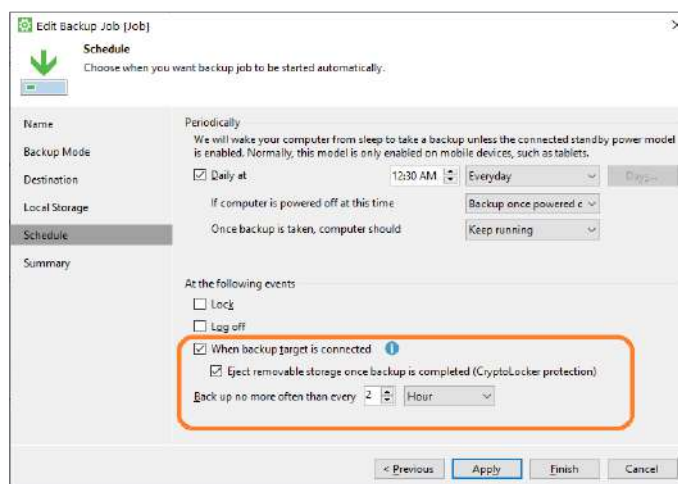 Edit Backup Job [Job]
Schedule
Choose when you want backup job to be started automatically.
Name
Backup Mode
Destination
Local Storage
Schedule
Summary
Periodically
We will wake your computer from sleep to take a backup unless the connected standby power model
is enabled. Normally, this model is only enabled on mobile devices, such as tablets.
Daily at 12:30 AM Everyday Days...
If computer is powered off at this time Backup once powered o
Once backup is taken, computer should Keep running
At the following events
Lock
Log off
When backup target is connected
Eject removable storage once backup is completed (CryptoLocker protection)
Back up no more often than every 2 Hour
< Previous Apply Finish Cancel